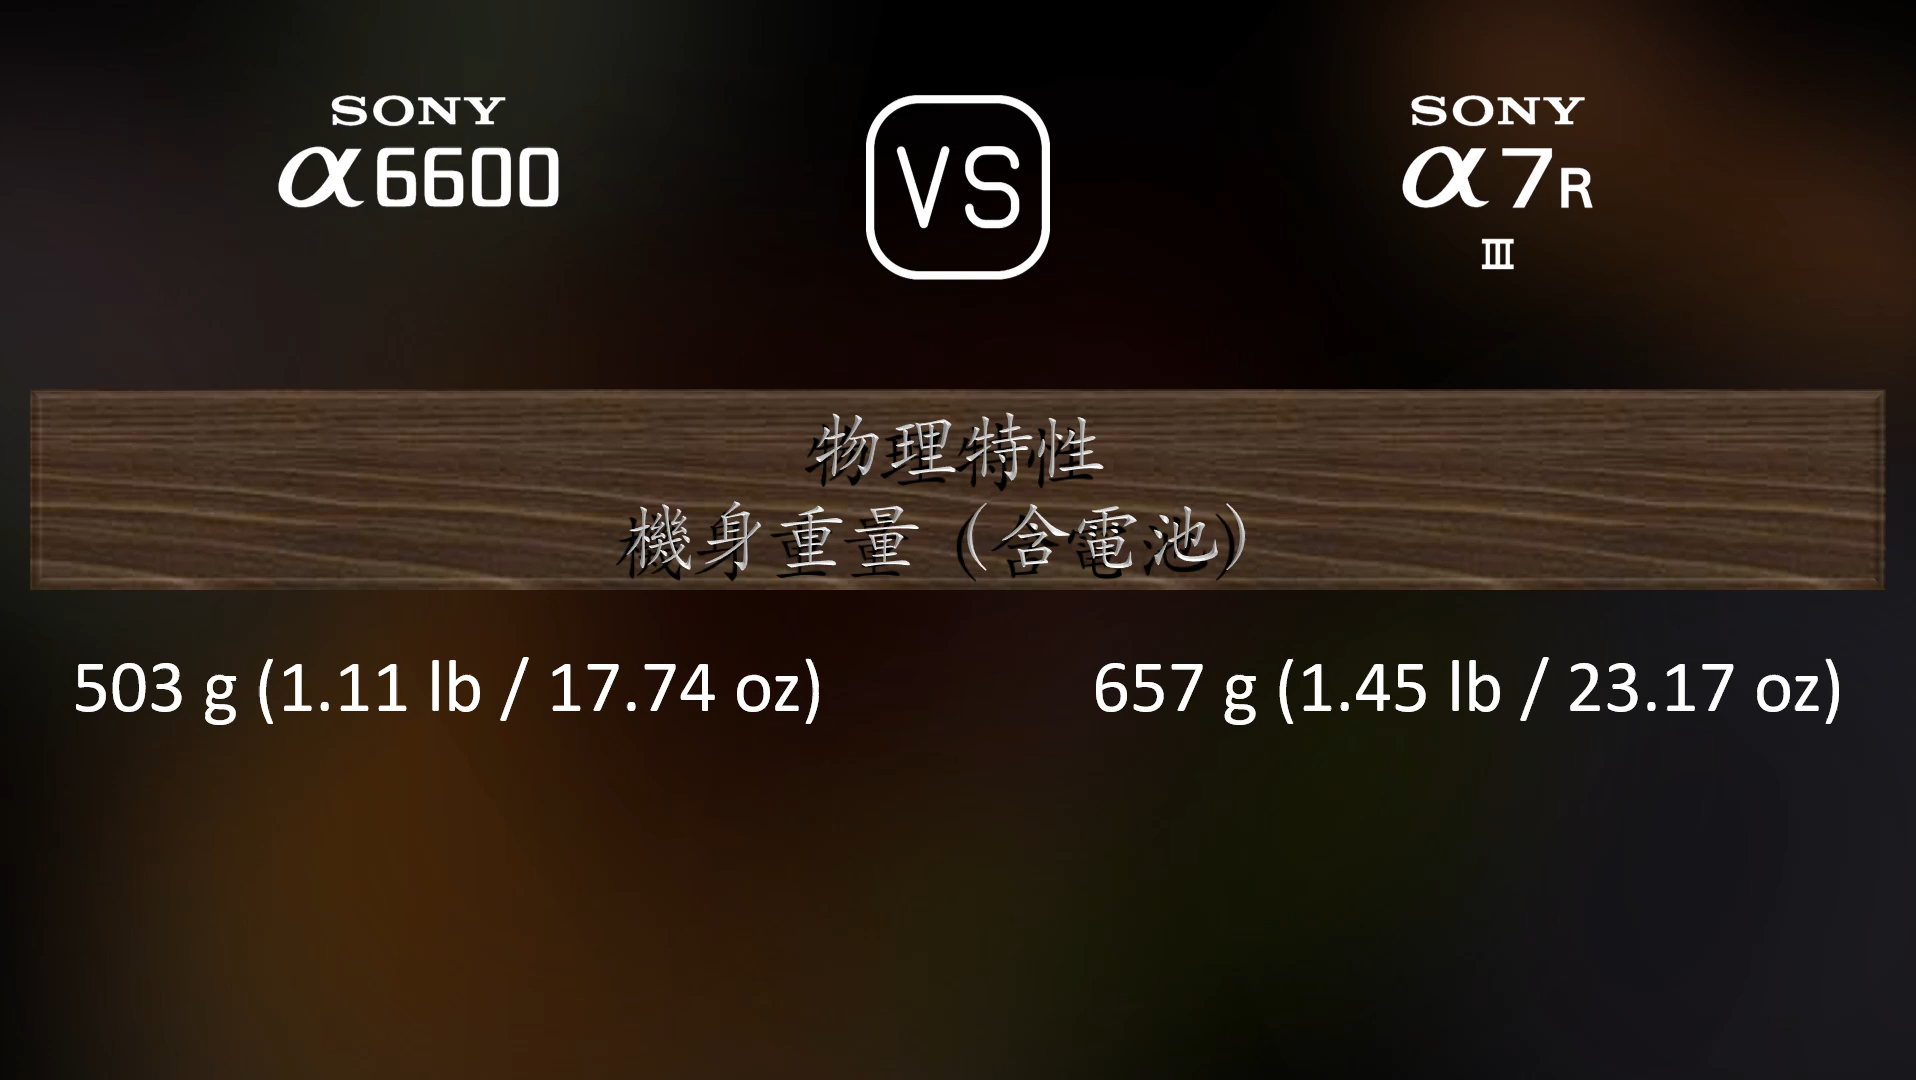 SONY
α6600
VS
SONY
α7R
III
物理特性
機身重量（含電池）
503 g (1.11 lb / 17.74 oz)
657 g (1.45 lb / 23.17 oz)